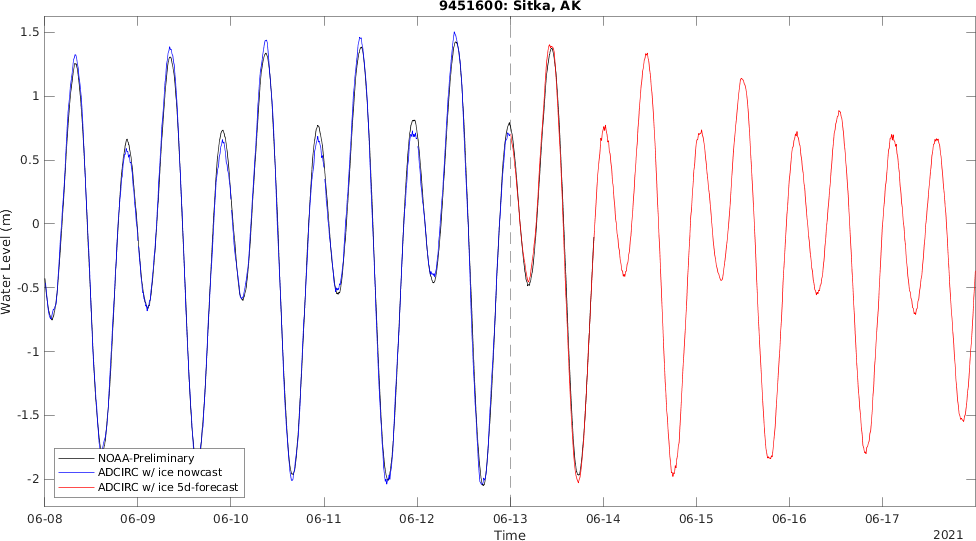 9451600: Sitka, AK
1.5
1
0.5
0
-0.5
-1
-1.5
-2
Water Level (m)
NOAA-Preliminary
ADCIRC w/ ice nowcast
ADCIRC w/ ice 5d-forecast
06-08 06-09 06-10 06-11 06-12 06-13 06-14 06-15 06-16 06-17
Time
2021